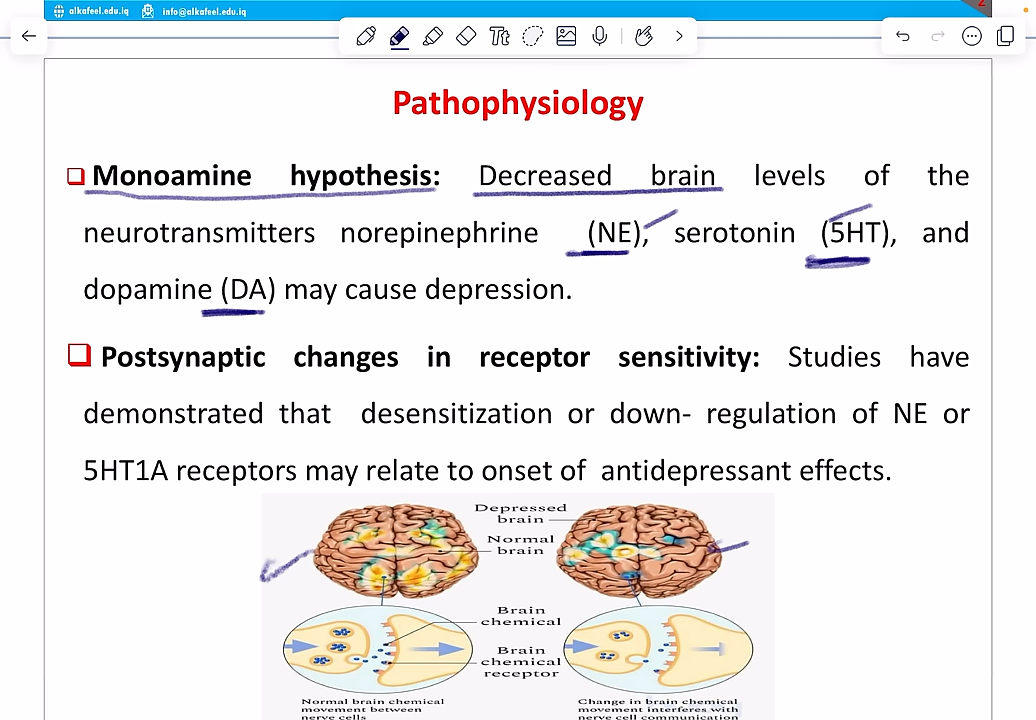 alkafeel.edu.iq info@alkafeel.edu.iq
2
Tt
Pathophysiology
Monoamine hypothesis: Decreased brain levels of the
neurotransmitters norepinephrine (NE), serotonin (5HT), and
dopamine (DA) may cause depression.
Postsynaptic changes in receptor sensitivity: Studies have
demonstrated that desensitization or down- regulation of NE or
5HT1A receptors may relate to onset of antidepressant effects.
Depressed
brain
Normal
brain
Brain
chemical
Brain
chemical
receptor
Normal brain chemical
movement between
nerve cells
Change in brain chemical
movement interferes with
nerve cell communication